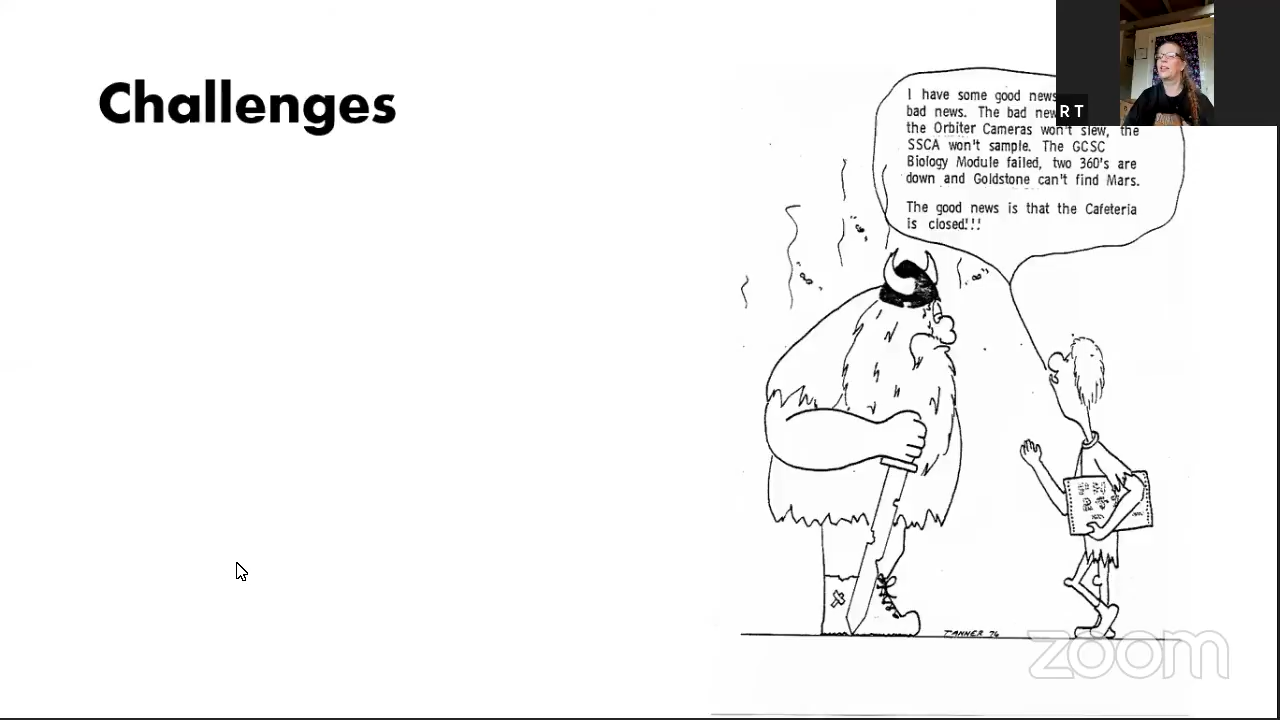 Challenges
I have some good news
bad news. The bad new
the Orbiter Cameras won't slew, the
SSCA won't sample. The GCSC
Biology Module failed, two 360's are
down and Goldstone can't find Mars.
The good news is that the Cafeteria
is closed!!!
RT
TANNER 76
zoom